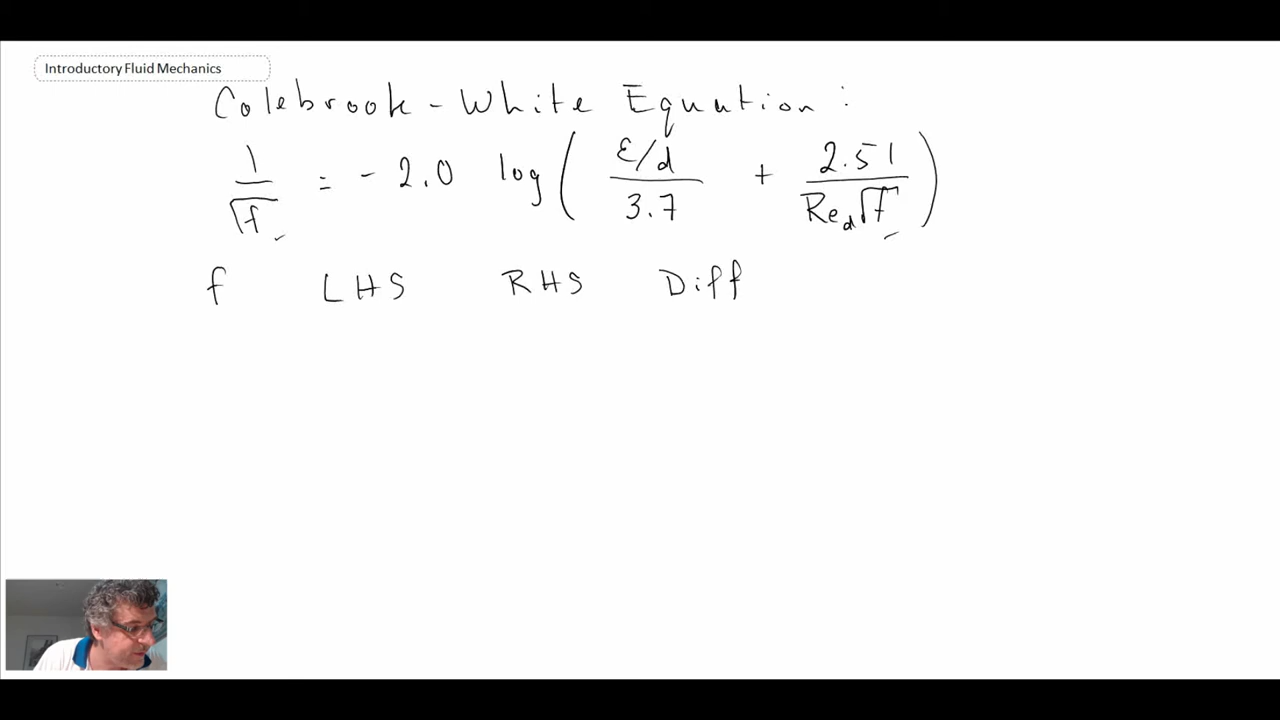 Introductory Fluid Mechanics
Colebrook-White Equation:
1/√f = -2.0 log( (ε/d)/3.7 + 2.51/(Re_d√f) )
f LHS RHS Diff